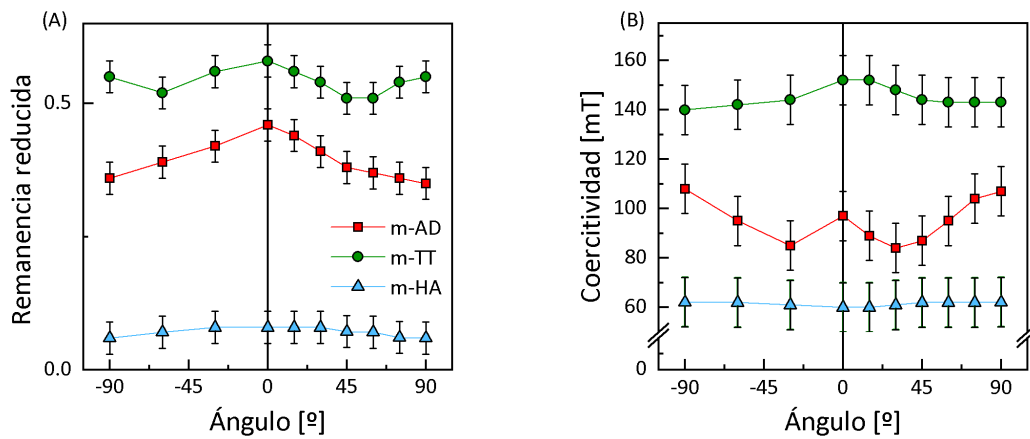 (A)
Remanencia reducida
0.5
0.0
m-AD
m-TT
m-HA
-90
-45
0
45
90
Ángulo [º]
(B)
Coercitividad [mT]
160
140
120
100
80
60
0
-90
-45
0
45
90
Ángulo [º]